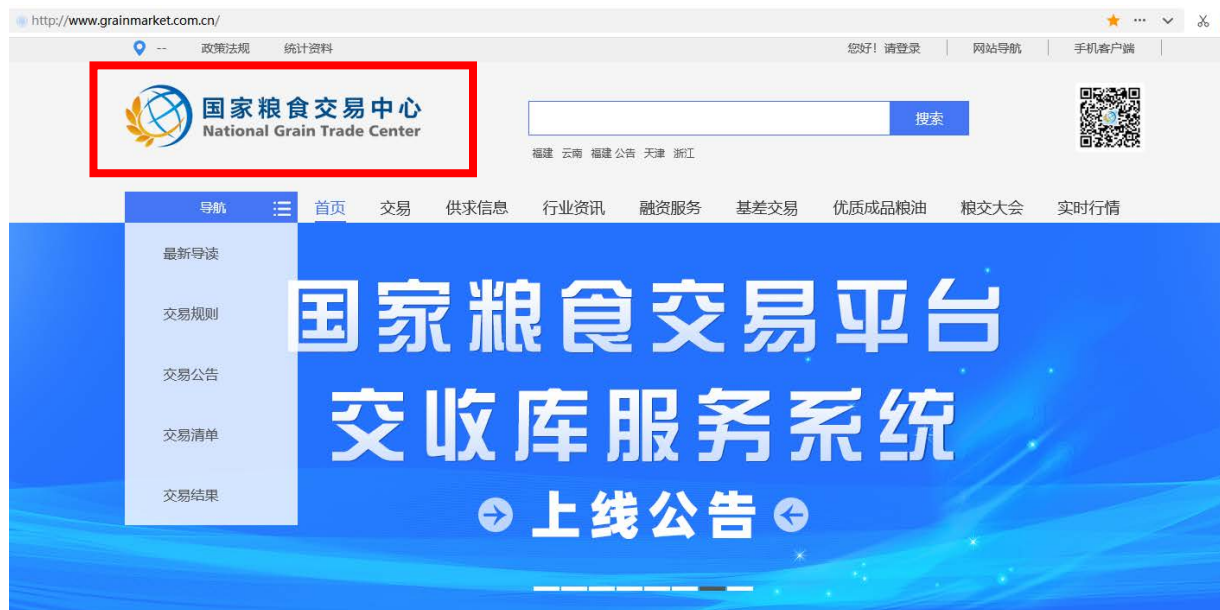 http://www.grainmarket.com.cn/
-- 政策法规 统计资料 您好！请登录 网站导航 手机客户端
国家粮食交易中心
National Grain Trade Center
搜索
福建 云南 福建公告 天津 浙江
导航 首页 交易 供求信息 行业资讯 融资服务 基差交易 优质成品粮油 粮交大会 实时行情
最新导读
交易规则
交易公告
交易清单
交易结果
国家粮食交易平台
交收库服务系统
上线公告